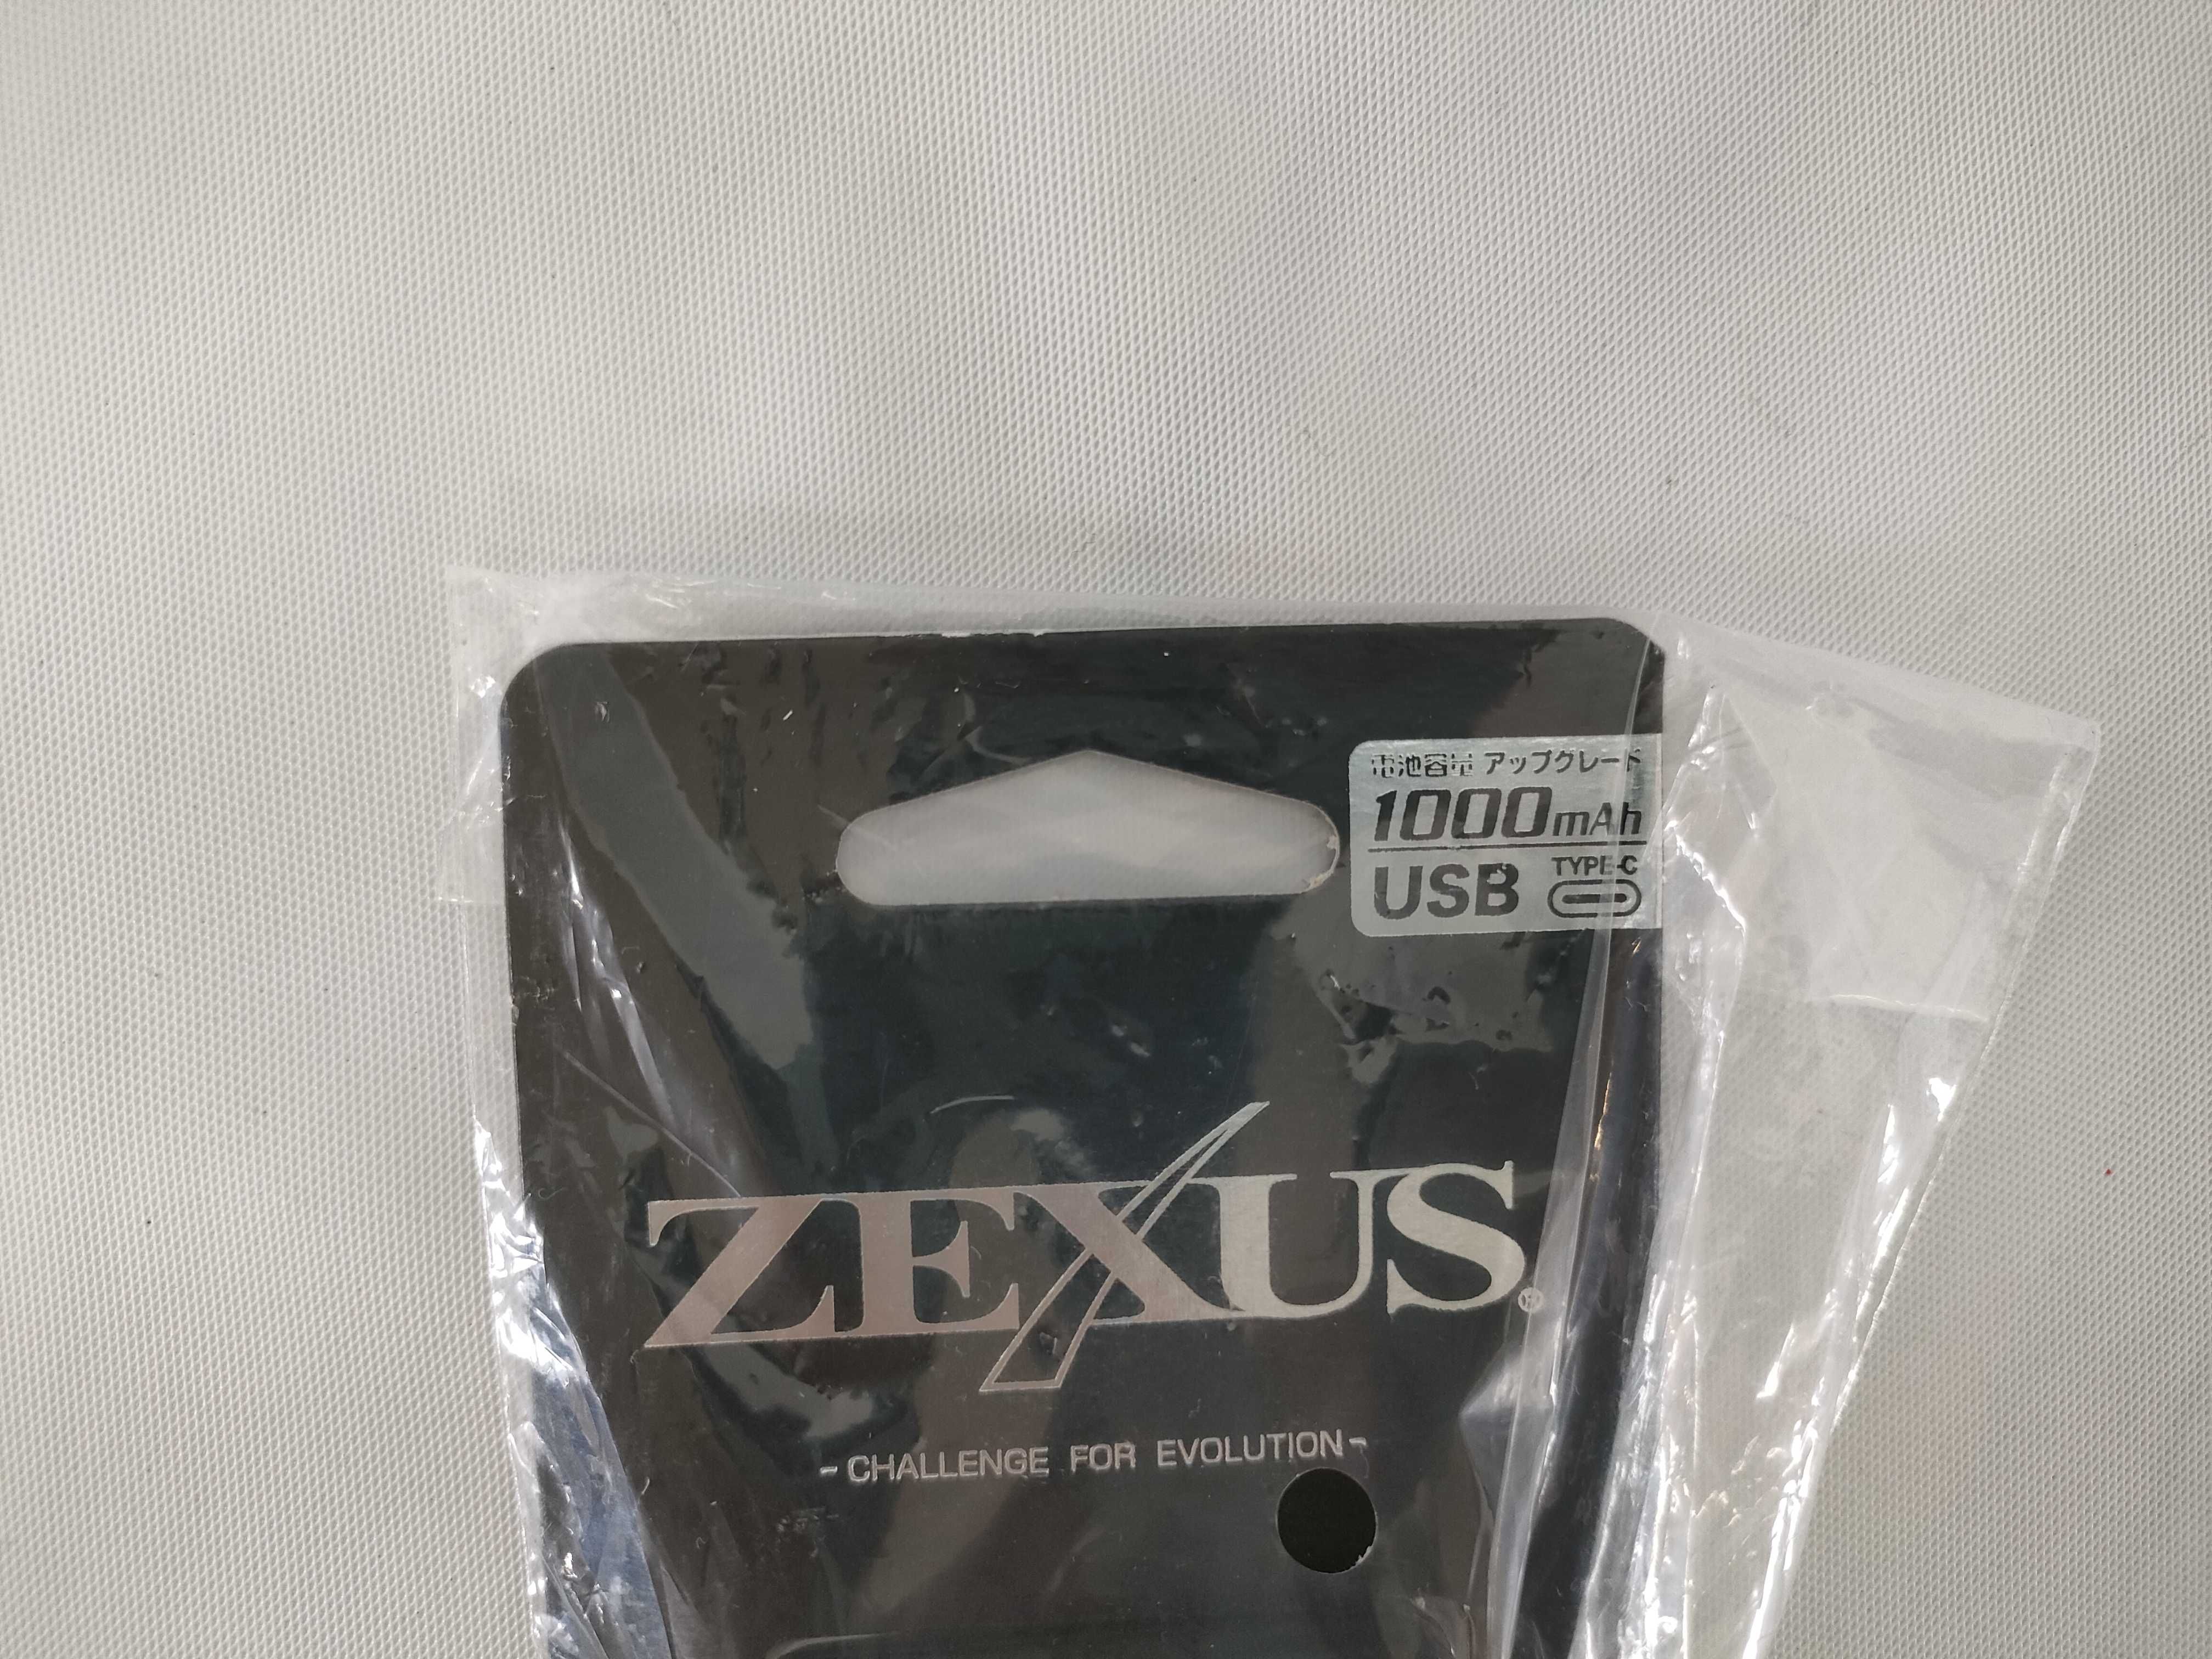 電池容量 アップグレード
1000mAh
USB TYPE-C
ZEXUS®
-CHALLENGE FOR EVOLUTION-